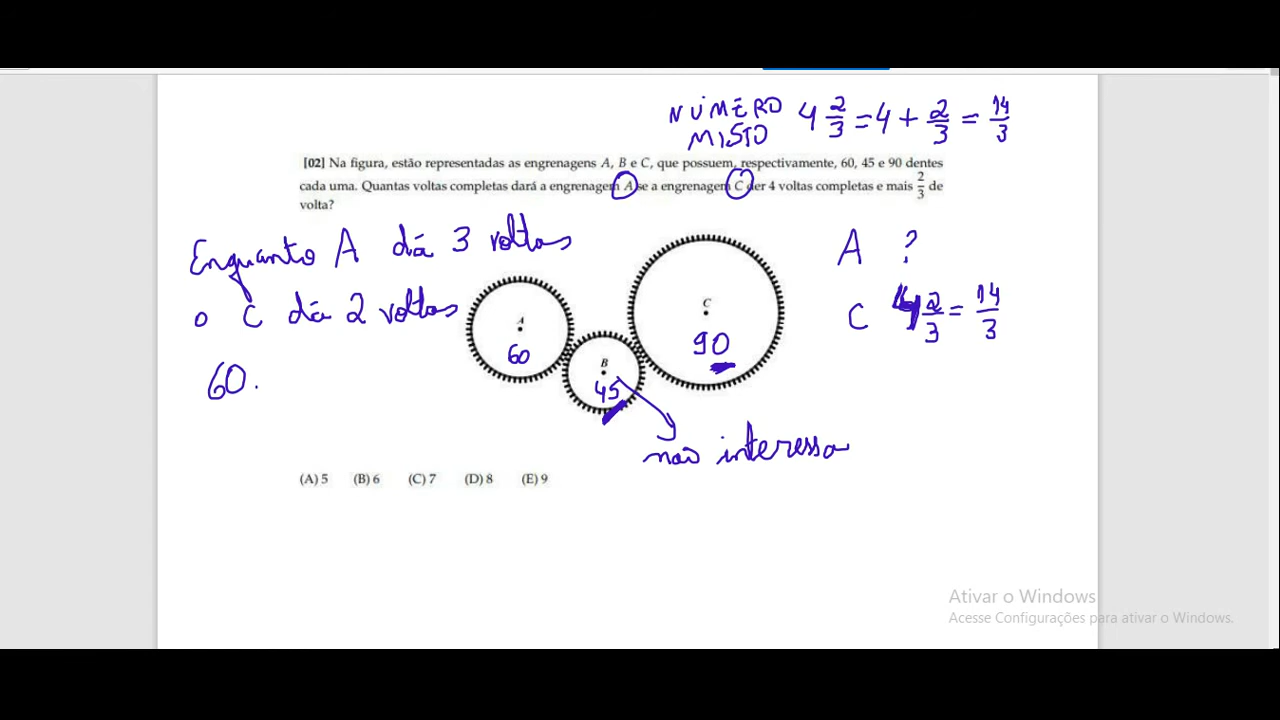 NÚMERO MISTO 4 2/3 = 4 + 2/3 = 14/3
[02] Na figura, estão representadas as engrenagens A, B e C, que possuem, respectivamente, 60, 45 e 90 dentes
cada uma. Quantas voltas completas dará a engrenagem A se a engrenagem C der 4 voltas completas e mais 2/3 de
volta?
Enquanto A dá 3 voltas
o C dá 2 voltas
60.
A
60
B
45
C
90
não interessa
A ?
C 4 2/3 = 14/3
(A) 5 (B) 6 (C) 7 (D) 8 (E) 9
Ativar o Windows
Acesse Configurações para ativar o Windows.